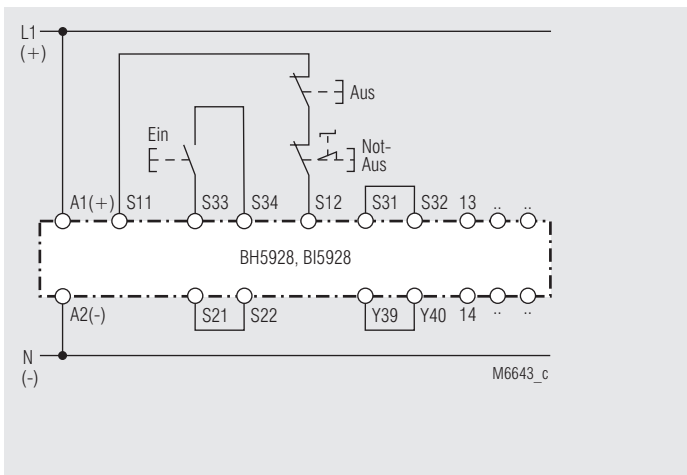 L1
(+)
Aus
Ein
Not-
Aus
A1(+) S11 S33 S34 S12 S31 S32 13 .. ..
BH5928, BI5928
A2(-) S21 S22 Y39 Y40 14 .. ..
N
(-)
M6643_c